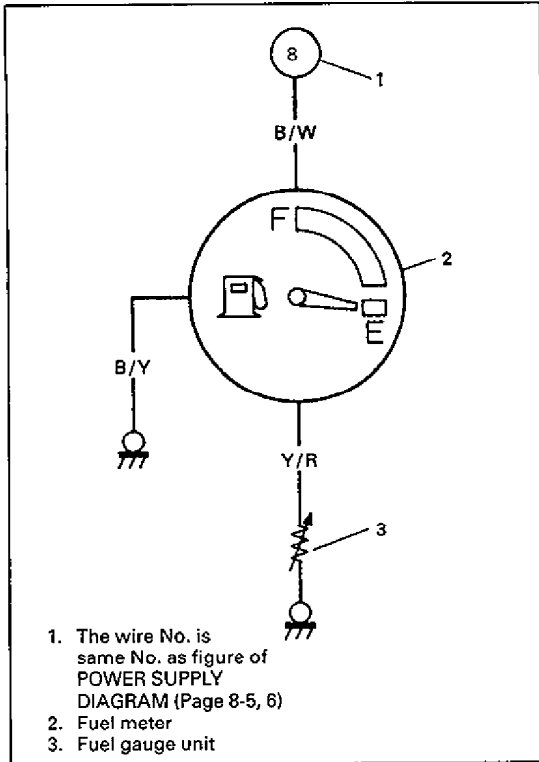 8
1
B/W
F
2
E
B/Y
Y/R
3
1. The wire No. is
same No. as figure of
POWER SUPPLY
DIAGRAM (Page 8-5, 6)
2. Fuel meter
3. Fuel gauge unit